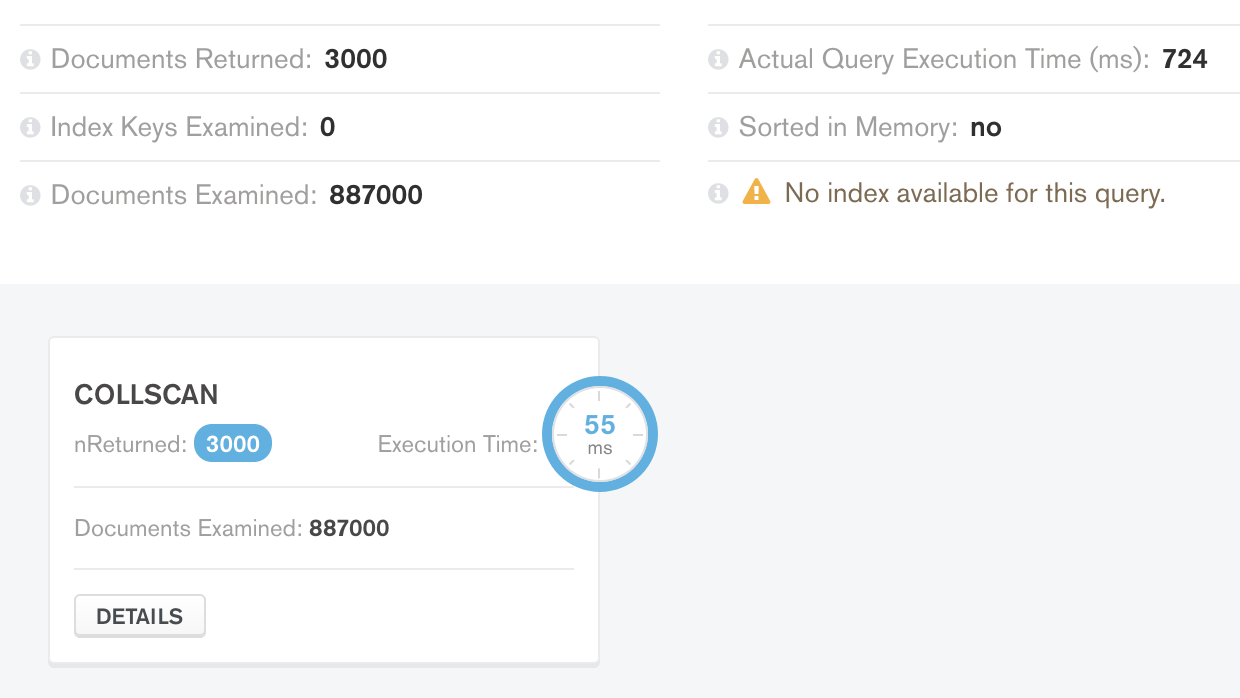 Documents Returned: 3000
Actual Query Execution Time (ms): 724
Index Keys Examined: 0
Sorted in Memory: no
Documents Examined: 887000
No index available for this query.
COLLSCAN
nReturned: 3000
Execution Time: 55 ms
Documents Examined: 887000
DETAILS